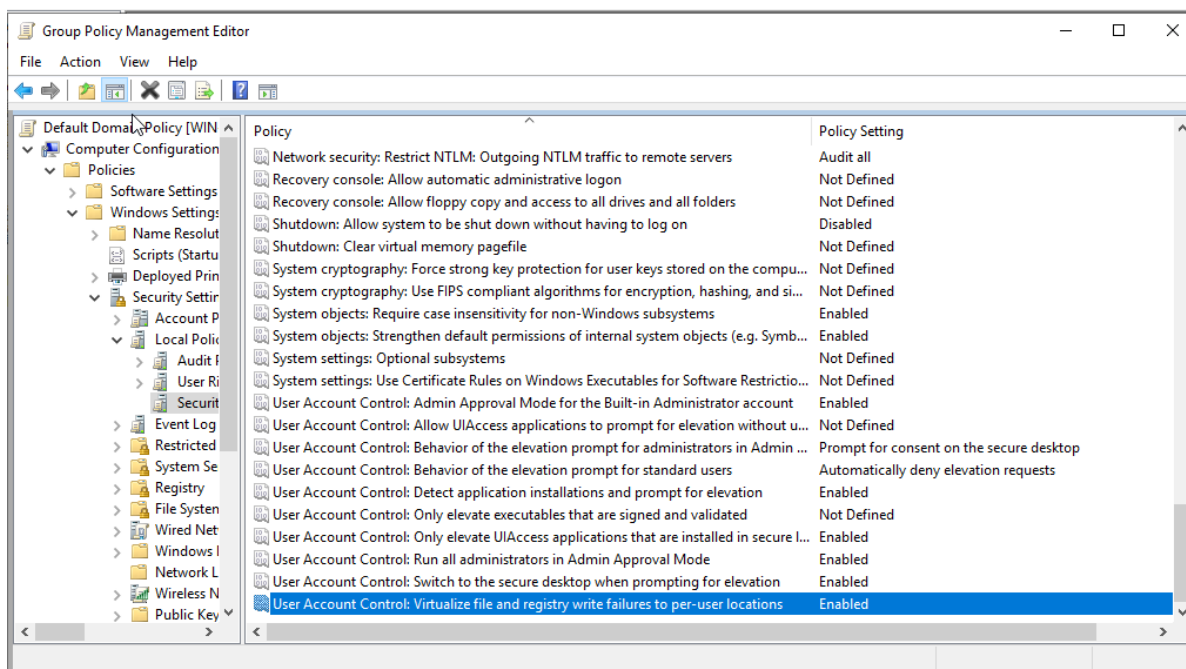 Group Policy Management Editor
File Action View Help
Default Domain Policy [WIN
Computer Configuration
Policies
Software Settings
Windows Settings
Name Resolut
Scripts (Startu
Deployed Prin
Security Settin
Account P
Local Polic
Audit P
User Ri
Securit
Event Log
Restricted
System Se
Registry
File System
Wired Net
Windows
Network L
Wireless N
Public Key
Policy Policy Setting
Network security: Restrict NTLM: Outgoing NTLM traffic to remote servers Audit all
Recovery console: Allow automatic administrative logon Not Defined
Recovery console: Allow floppy copy and access to all drives and all folders Not Defined
Shutdown: Allow system to be shut down without having to log on Disabled
Shutdown: Clear virtual memory pagefile Not Defined
System cryptography: Force strong key protection for user keys stored on the compu... Not Defined
System cryptography: Use FIPS compliant algorithms for encryption, hashing, and si... Not Defined
System objects: Require case insensitivity for non-Windows subsystems Enabled
System objects: Strengthen default permissions of internal system objects (e.g. Symb... Enabled
System settings: Optional subsystems Not Defined
System settings: Use Certificate Rules on Windows Executables for Software Restrictio... Not Defined
User Account Control: Admin Approval Mode for the Built-in Administrator account Enabled
User Account Control: Allow UIAccess applications to prompt for elevation without u... Not Defined
User Account Control: Behavior of the elevation prompt for administrators in Admin ... Prompt for consent on the secure desktop
User Account Control: Behavior of the elevation prompt for standard users Automatically deny elevation requests
User Account Control: Detect application installations and prompt for elevation Enabled
User Account Control: Only elevate executables that are signed and validated Not Defined
User Account Control: Only elevate UIAccess applications that are installed in secure l... Enabled
User Account Control: Run all administrators in Admin Approval Mode Enabled
User Account Control: Switch to the secure desktop when prompting for elevation Enabled
User Account Control: Virtualize file and registry write failures to per-user locations Enabled